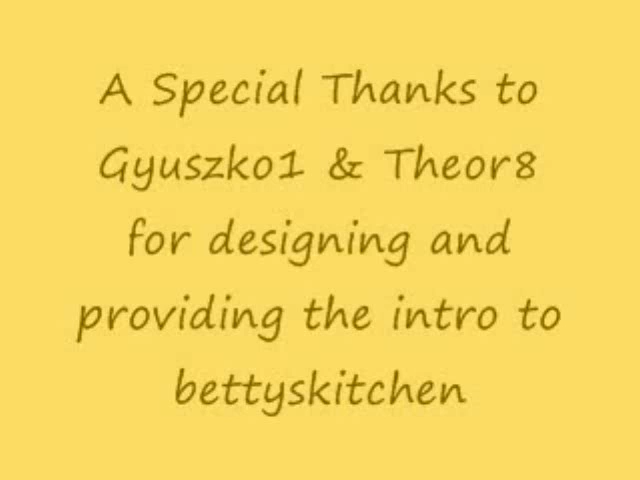 A Special Thanks to
Gyuszko1 & Theor8
for designing and
providing the intro to
bettyskitchen